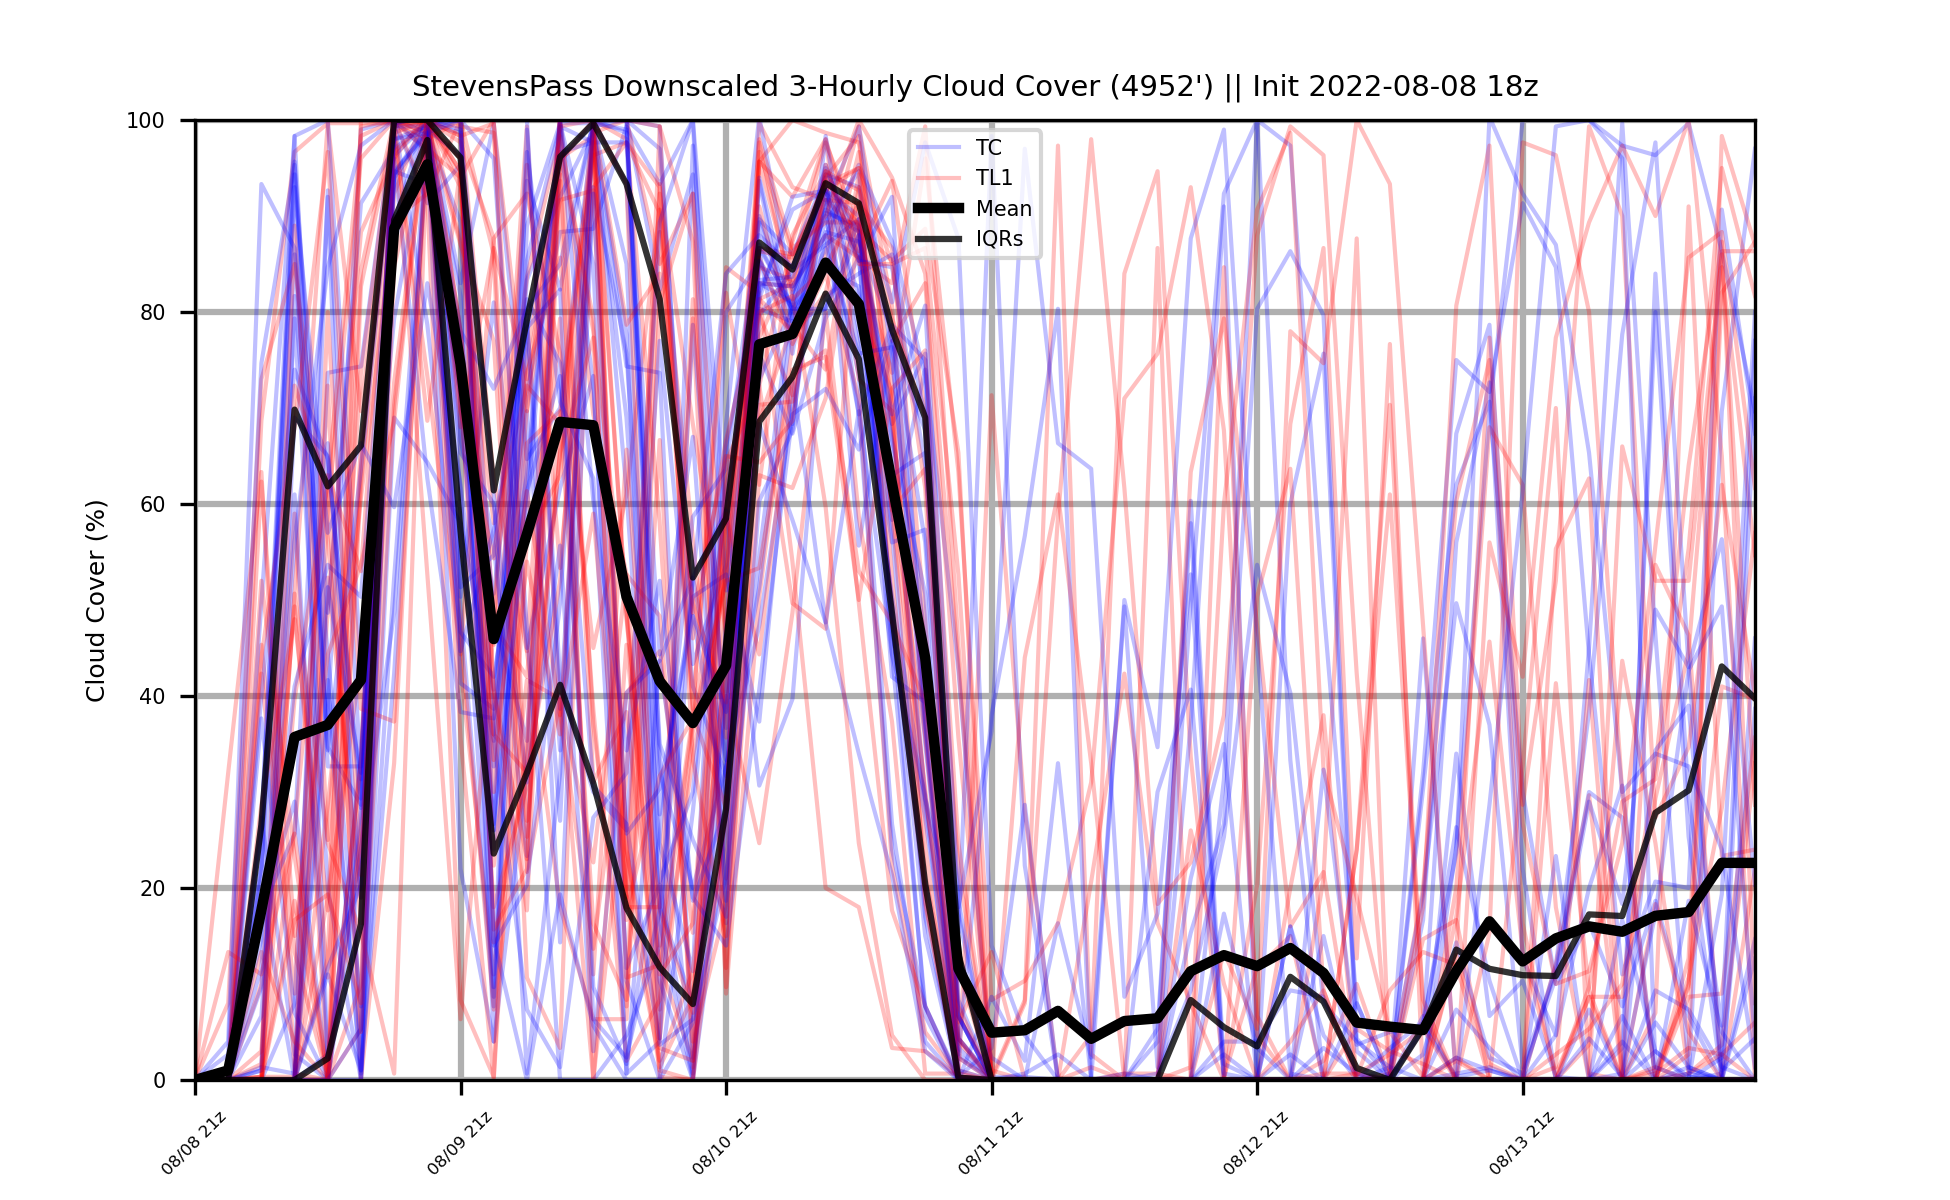 StevensPass Downscaled 3-Hourly Cloud Cover (4952') || Init 2022-08-08 18z
TC
TL1
Mean
IQRs
Cloud Cover (%)
100
80
60
40
20
0
08/08 21z
08/09 21z
08/10 21z
08/11 21z
08/12 21z
08/13 21z